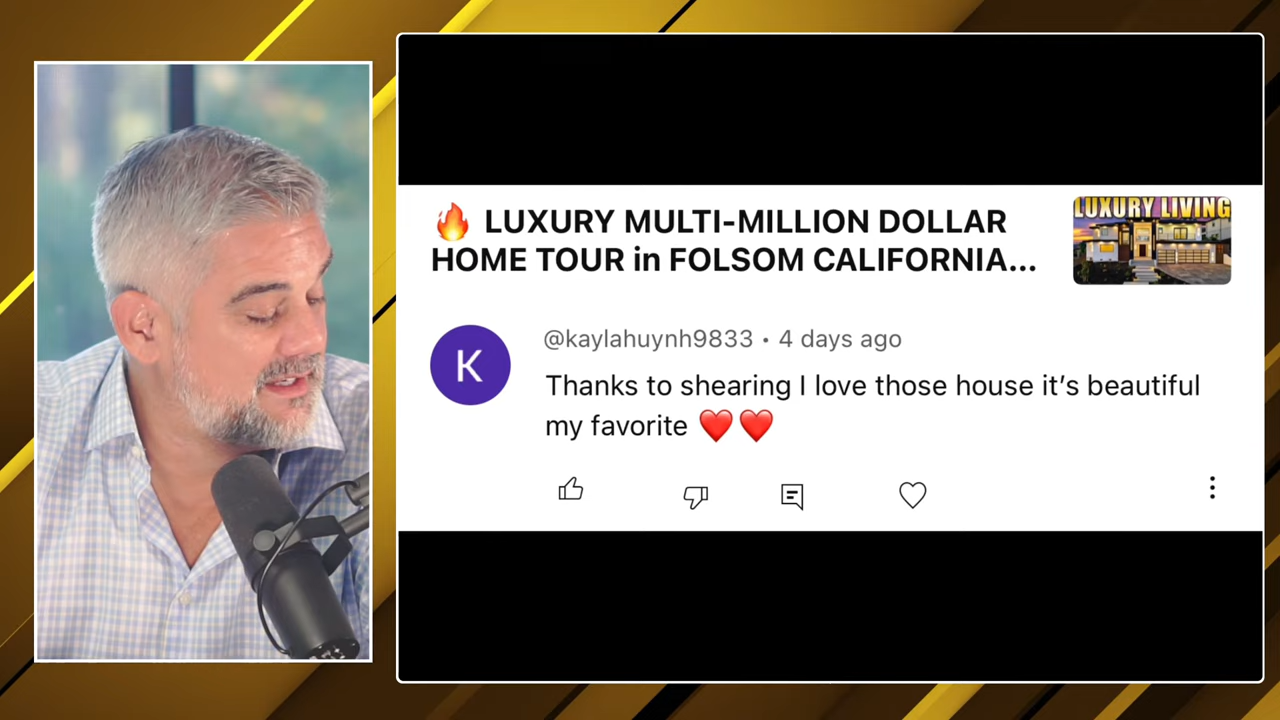 🔥 LUXURY MULTI-MILLION DOLLAR
HOME TOUR in FOLSOM CALIFORNIA...
LUXURY LIVING
K
@kaylahuynh9833 • 4 days ago
Thanks to shearing I love those house it’s beautiful
my favorite ❤️❤️